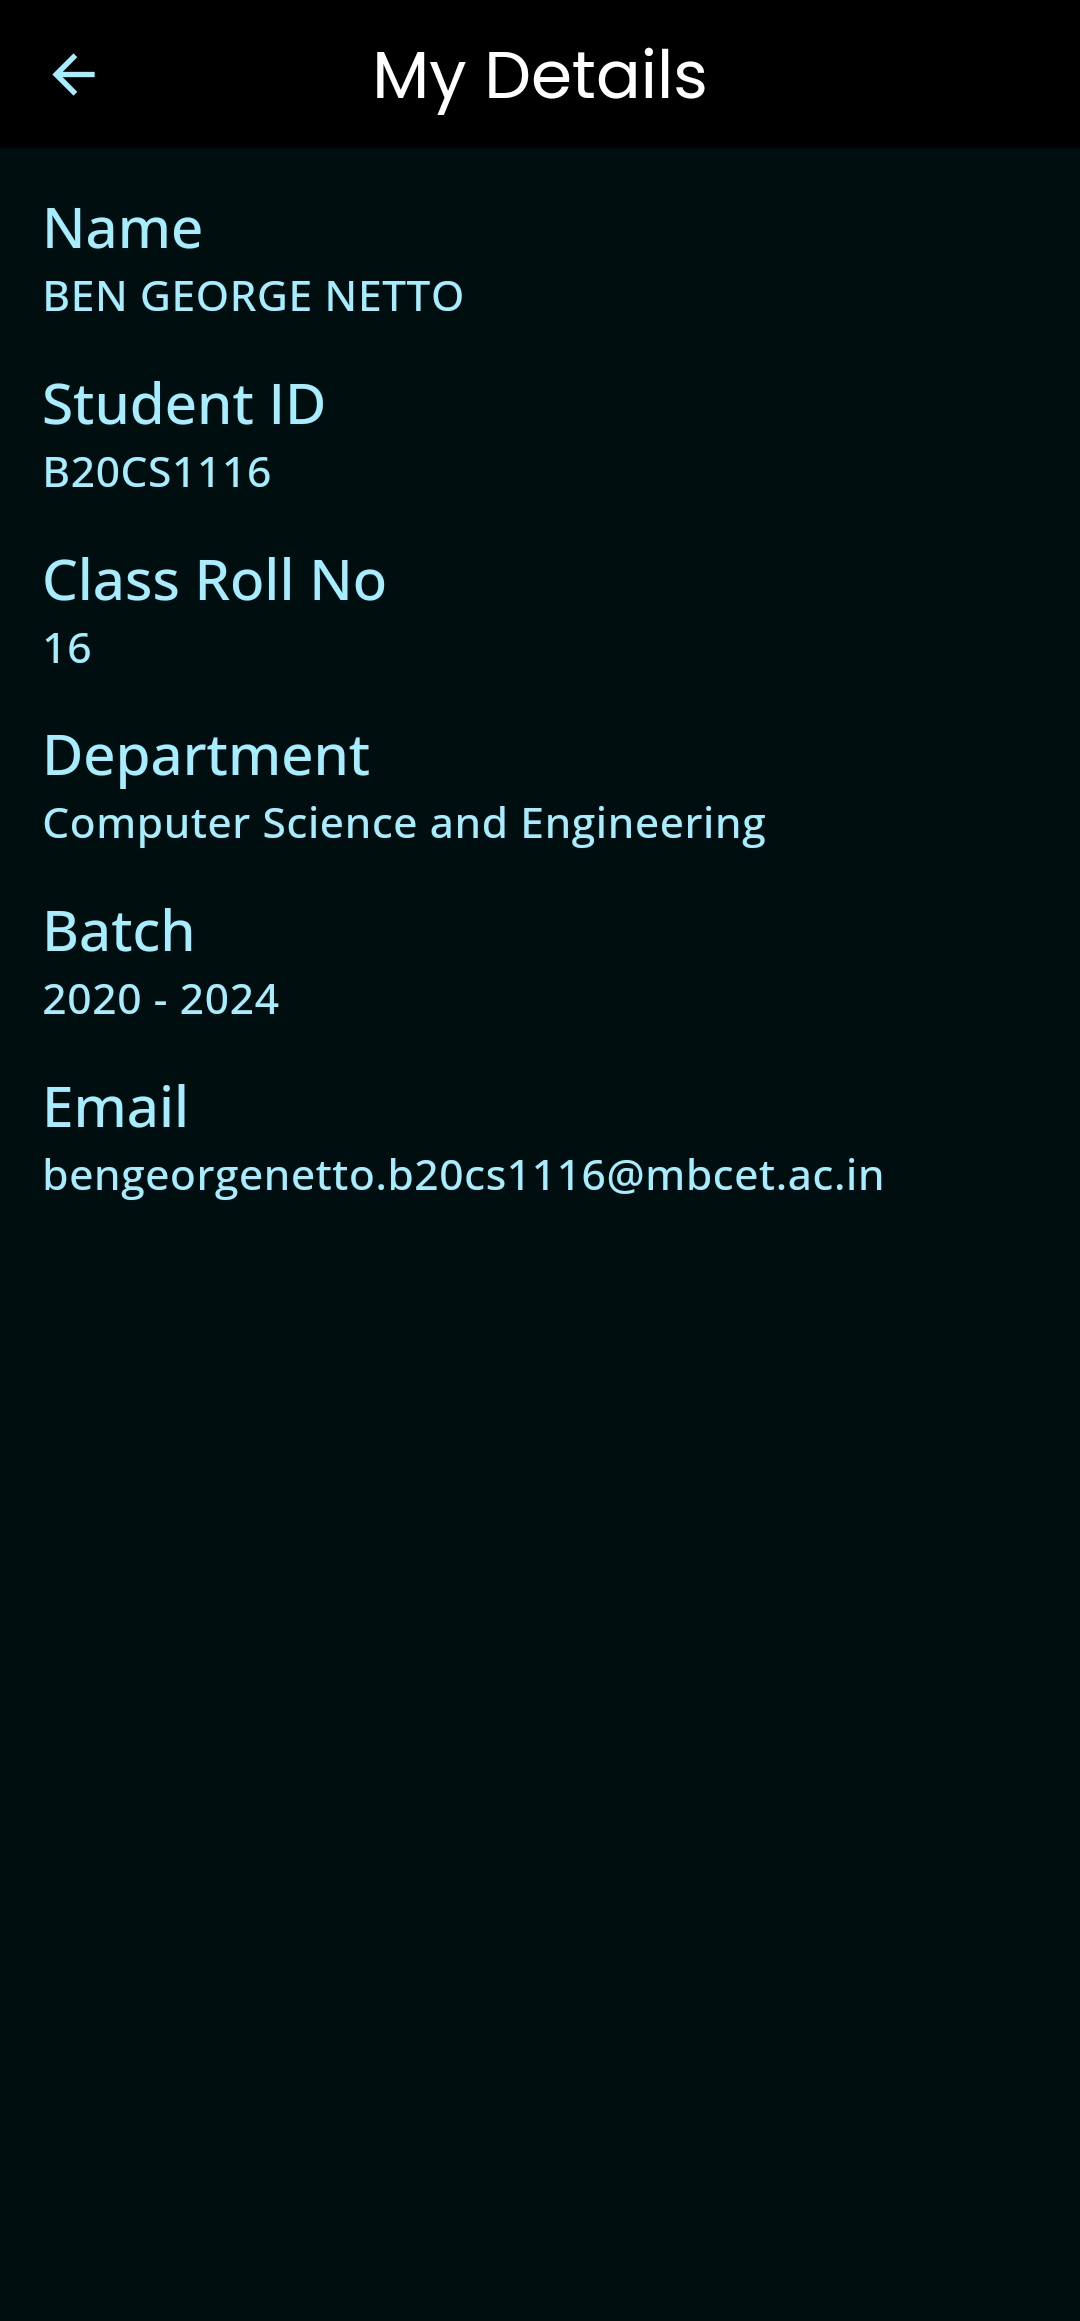 My Details
Name
BEN GEORGE NETTO
Student ID
B20CS1116
Class Roll No
16
Department
Computer Science and Engineering
Batch
2020 - 2024
Email
bengeorgenetto.b20cs1116@mbcet.ac.in